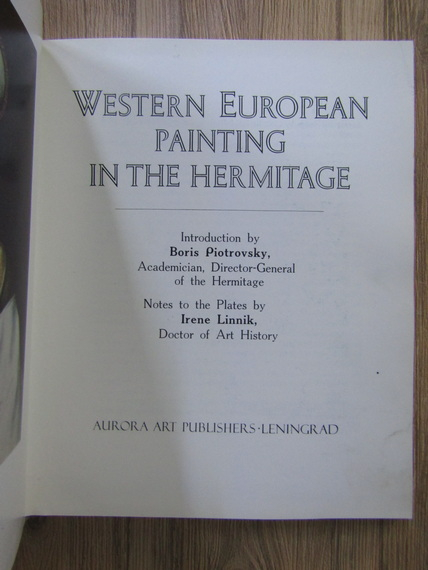 WESTERN EUROPEAN
PAINTING
IN THE HERMITAGE
Introduction by
Boris Piotrovsky,
Academician, Director-General
of the Hermitage
Notes to the Plates by
Irene Linnik,
Doctor of Art History
AURORA ART PUBLISHERS·LENINGRAD